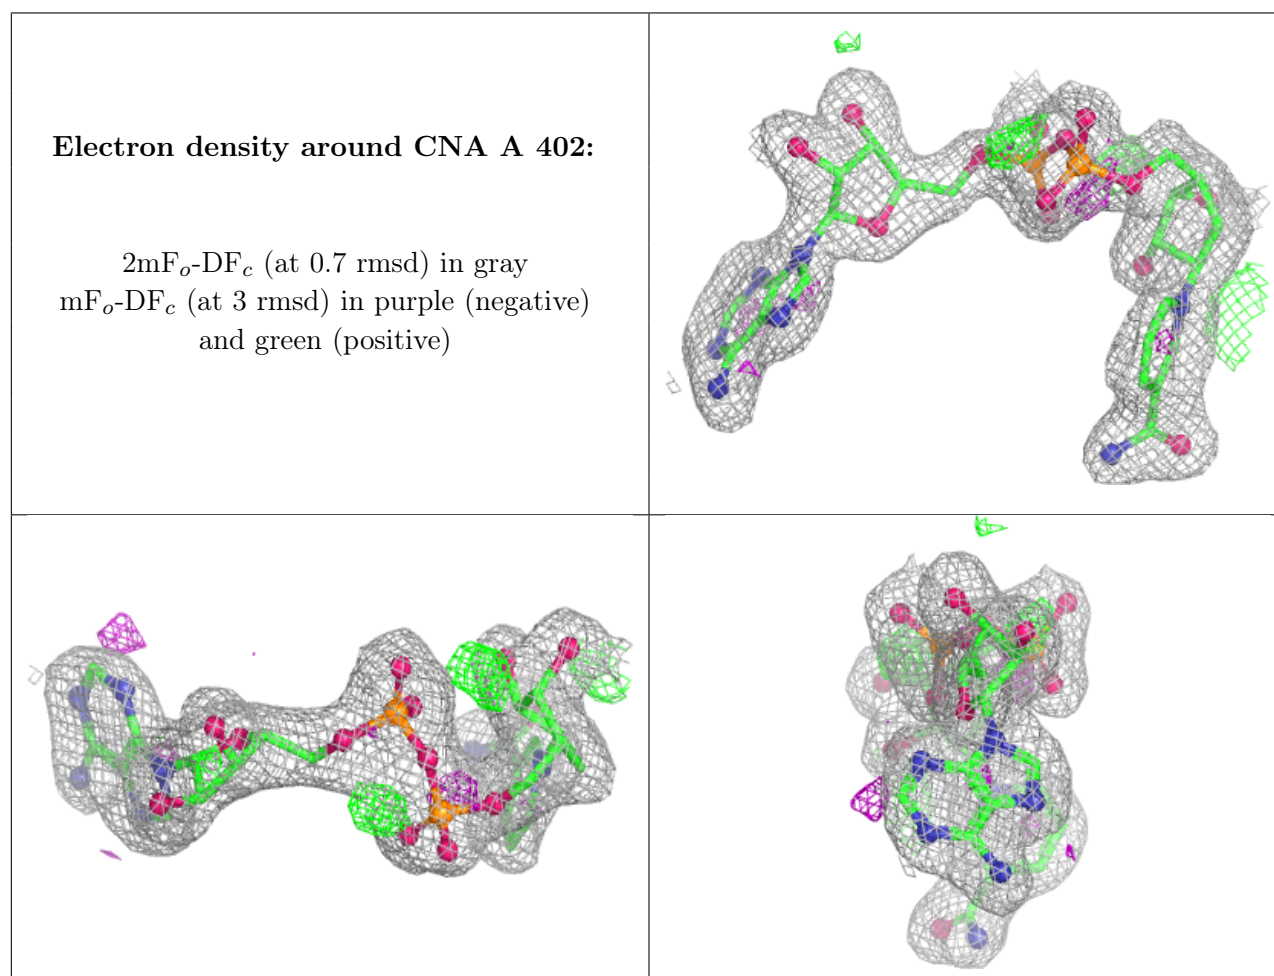 Electron density around CNA A 402:
2mFₒ-DF𝒸 (at 0.7 rmsd) in gray
mFₒ-DF𝒸 (at 3 rmsd) in purple (negative)
and green (positive)